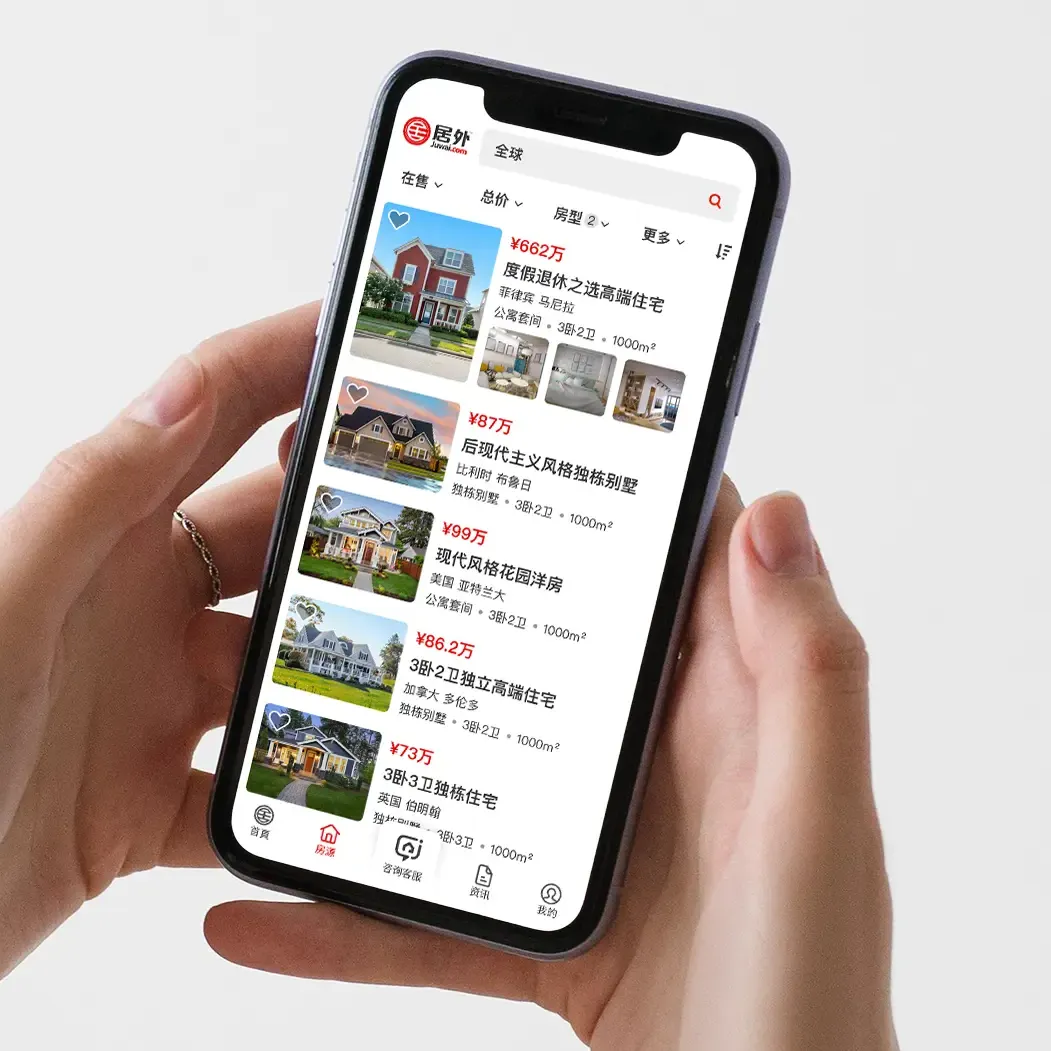 居外
Juwai.com
全球
在售
总价
房型 2
更多
¥662万
度假退休之选高端住宅
菲律宾 马尼拉
公寓套间 • 3卧2卫 • 1000m²
¥87万
后现代主义风格独栋别墅
比利时 布鲁日
独栋别墅 • 3卧2卫 • 1000m²
¥99万
现代风格花园洋房
美国 亚特兰大
公寓套间 • 3卧2卫 • 1000m²
¥86.2万
3卧2卫独立高端住宅
加拿大 多伦多
独栋别墅 • 3卧2卫 • 1000m²
¥73万
3卧3卫独栋住宅
英国 伯明翰
独栋别墅 • 3卧3卫 • 1000m²
首頁
房源
咨询客服
资讯
我的